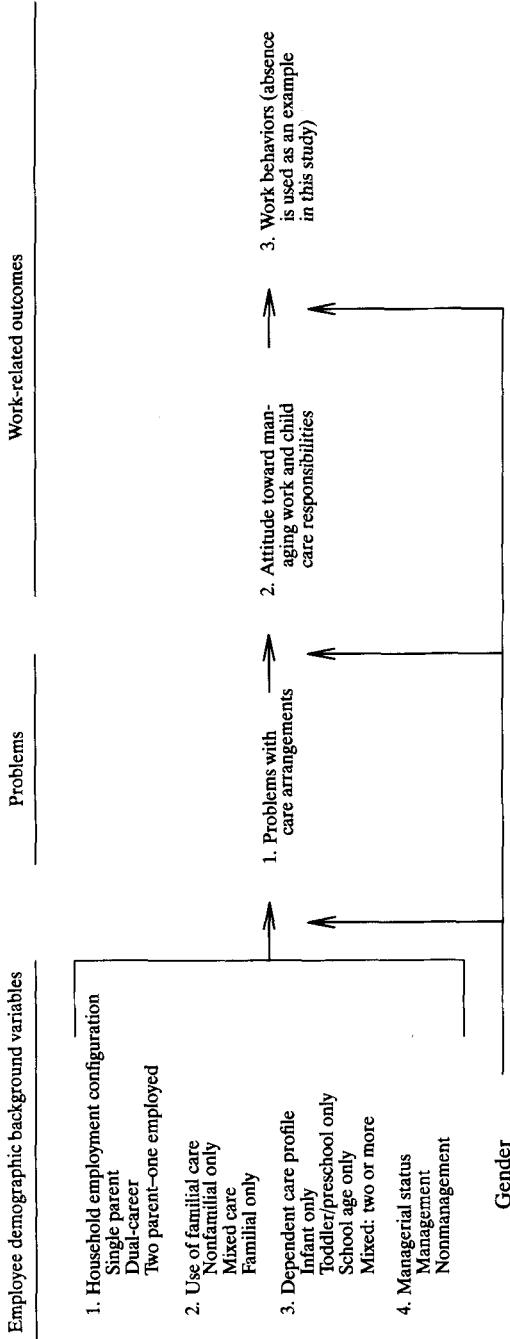 Employee demographic background variables
Problems
Work-related outcomes
1. Household employment configuration
Single parent
Dual-career
Two parent–one employed
2. Use of familial care
Nonfamilial only
Mixed care
Familial only
3. Dependent care profile
Infant only
Toddler/preschool only
School age only
Mixed: two or more
4. Managerial status
Management
Nonmanagement
Gender
1. Problems with
care arrangements
2. Attitude toward man-
aging work and child
care responsibilities
3. Work behaviors (absence
is used as an example
in this study)